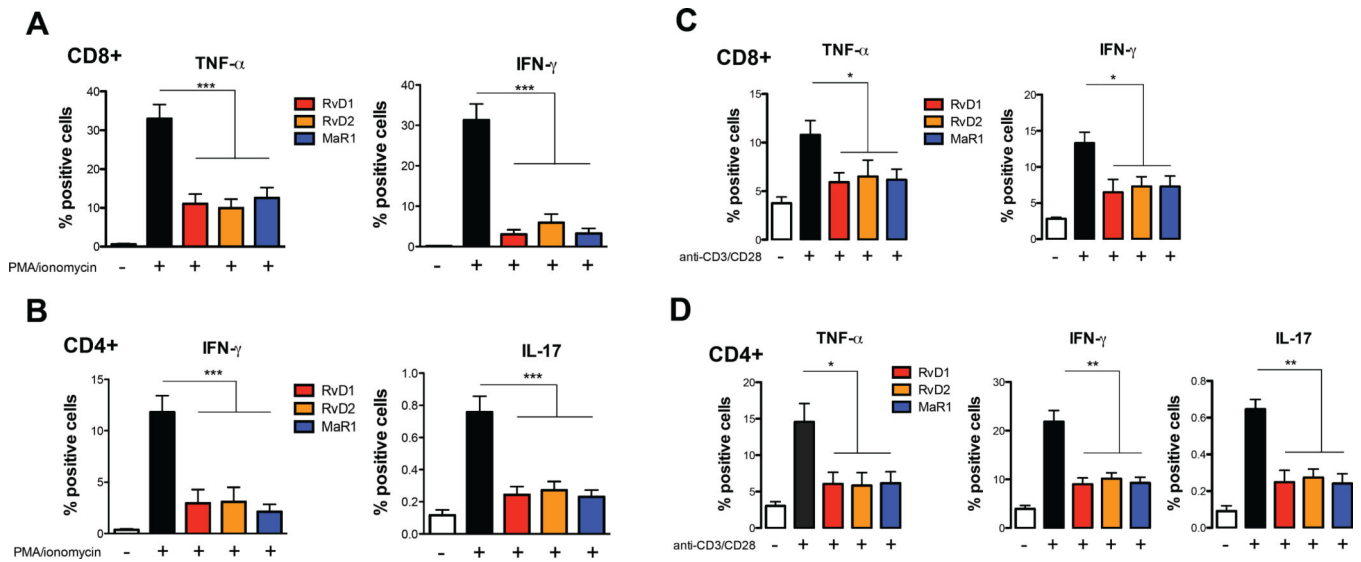 A
CD8+
TNF-α
***
% positive cells
40
30
20
10
0
PMA/ionomycin - + + + +
RvD1
RvD2
MaR1
IFN-γ
***
% positive cells
40
30
20
10
0
- + + + +
B
CD4+
IFN-γ
***
% positive cells
15
12
9
6
3
0
PMA/ionomycin - + + + +
RvD1
RvD2
MaR1
IL-17
***
% positive cells
1.0
0.8
0.6
0.4
0.2
0.0
- + + + +
C
CD8+
TNF-α
*
% positive cells
15
10
5
0
anti-CD3/CD28 - + + + +
RvD1
RvD2
MaR1
IFN-γ
*
% positive cells
20
15
10
5
0
- + + + +
D
CD4+
TNF-α
*
% positive cells
20
15
10
5
0
anti-CD3/CD28 - + + + +
RvD1
RvD2
MaR1
IFN-γ
**
% positive cells
30
20
10
0
- + + + +
IL-17
**
% positive cells
0.8
0.6
0.4
0.2
0.0
- + + + +